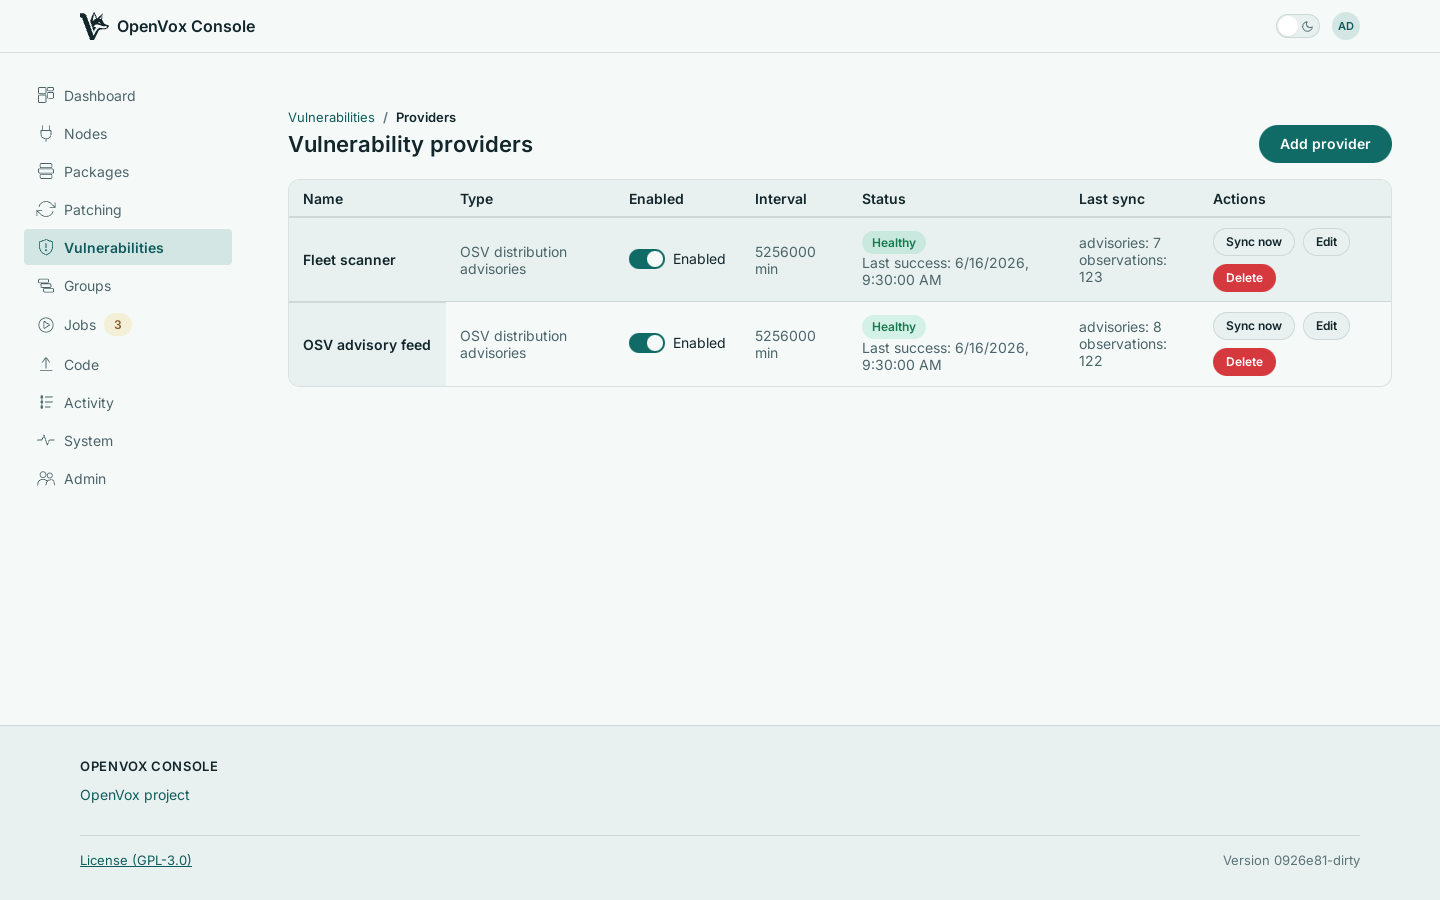 OpenVox Console
AD
Dashboard
Nodes
Packages
Patching
Vulnerabilities
Groups
Jobs 3
Code
Activity
System
Admin
Vulnerabilities / Providers
Vulnerability providers
Add provider
Name Type Enabled Interval Status Last sync Actions
Fleet scanner
OSV distribution
advisories
Enabled
5256000
min
Healthy
Last success: 6/16/2026,
9:30:00 AM
advisories: 7
observations:
123
Sync now Edit
Delete
OSV advisory feed
OSV distribution
advisories
Enabled
5256000
min
Healthy
Last success: 6/16/2026,
9:30:00 AM
advisories: 8
observations:
122
Sync now Edit
Delete
OPENVOX CONSOLE
OpenVox project
License (GPL-3.0)
Version 0926e81-dirty